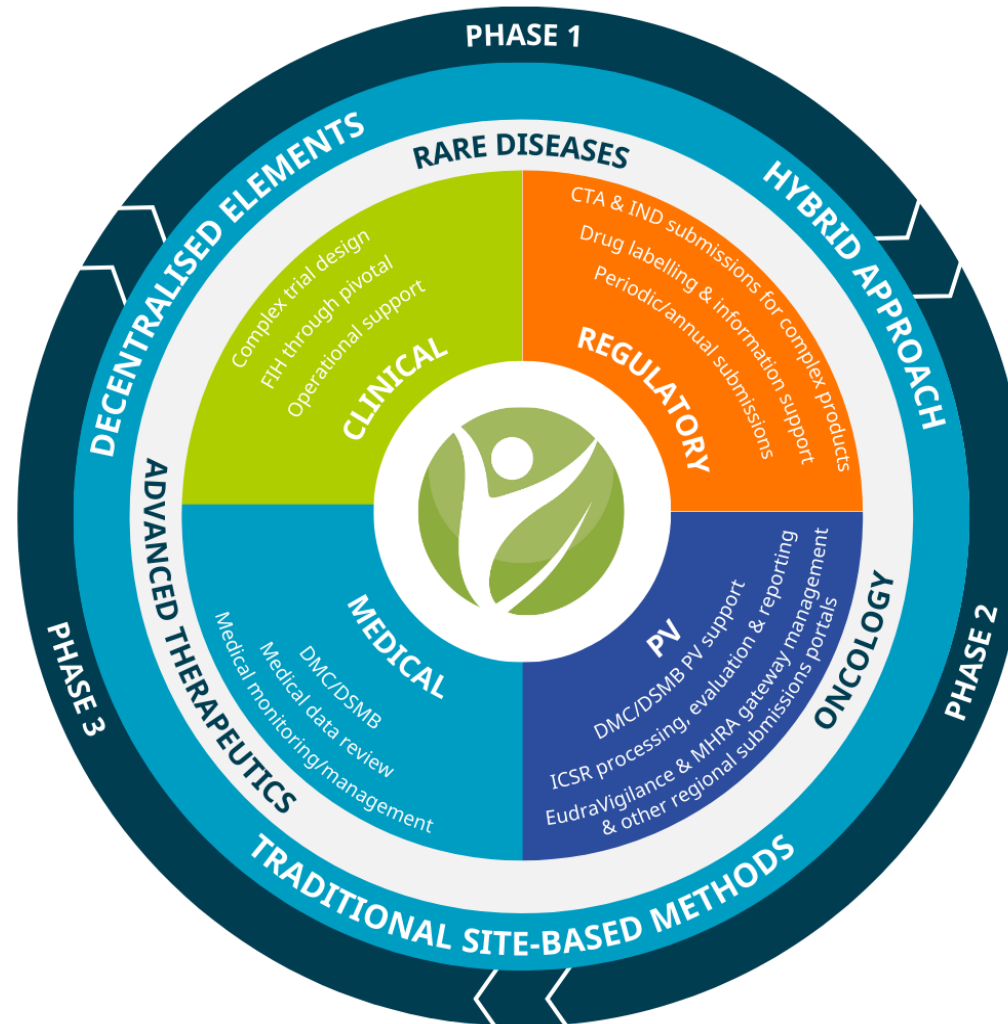 PHASE 1
DECENTRALISED ELEMENTS
HYBRID APPROACH
RARE DISEASES
Complex trial design
FIH through pivotal
Operational support
CLINICAL
CTA & IND submissions for complex products
Drug labelling & information support
Periodic/annual submissions
REGULATORY
ADVANCED THERAPEUTICS
MEDICAL
DMC/DSMB
Medical data review
Medical monitoring/management
PV
DMC/DSMB PV support
ICSR processing, evaluation & reporting
EudraVigilance & MHRA gateway management
& other regional submissions portals
ONCOLOGY
PHASE 3
PHASE 2
TRADITIONAL SITE-BASED METHODS